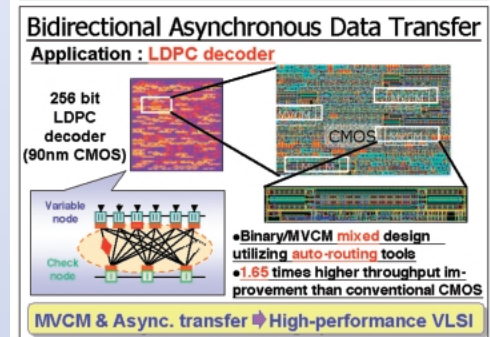 Bidirectional Asynchronous Data Transfer
Application : LDPC decoder
256 bit
LDPC
decoder
(90nm CMOS)
CMOS
Variable
node
Check
node
●Binary/MVCM mixed design
utilizing auto-routing tools
●1.65 times higher throughput im-
provement than conventional CMOS
MVCM & Async. transfer ➡ High-performance VLSI